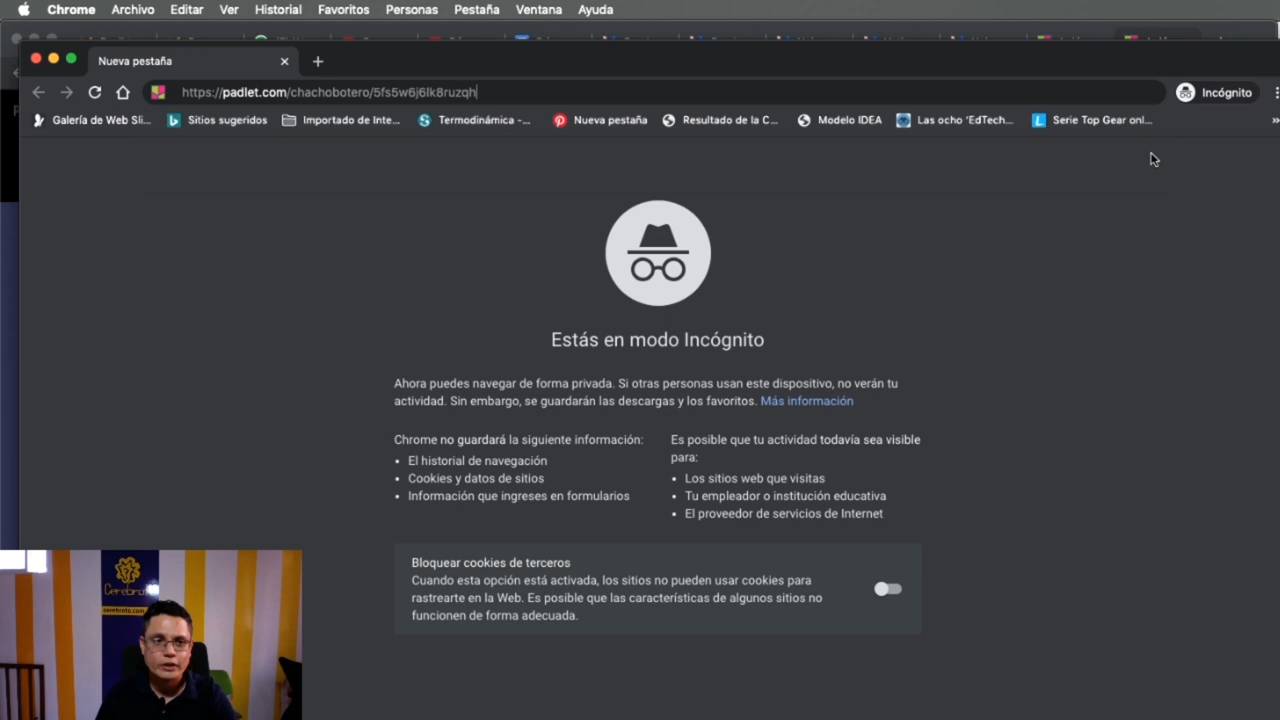 Chrome Archivo Editar Ver Historial Favoritos Personas Pestaña Ventana Ayuda
Nueva pestaña
https://padlet.com/chachobotero/5fs5w6j6lk8ruzqh
Incógnito
Galería de Web Sli... Sitios sugeridos Importado de Inte... Termodinámica -... Nueva pestaña Resultado de la C... Modelo IDEA Las ocho 'EdTech... Serie Top Gear onl... »
Estás en modo Incógnito
Ahora puedes navegar de forma privada. Si otras personas usan este dispositivo, no verán tu
actividad. Sin embargo, se guardarán las descargas y los favoritos. Más información
Chrome no guardará la siguiente información:
• El historial de navegación
• Cookies y datos de sitios
• Información que ingreses en formularios
Es posible que tu actividad todavía sea visible
para:
• Los sitios web que visitas
• Tu empleador o institución educativa
• El proveedor de servicios de Internet
Bloquear cookies de terceros
Cuando esta opción está activada, los sitios no pueden usar cookies para
rastrearte en la Web. Es posible que las características de algunos sitios no
funcionen de forma adecuada.
Cerebrote
cerebrote.com